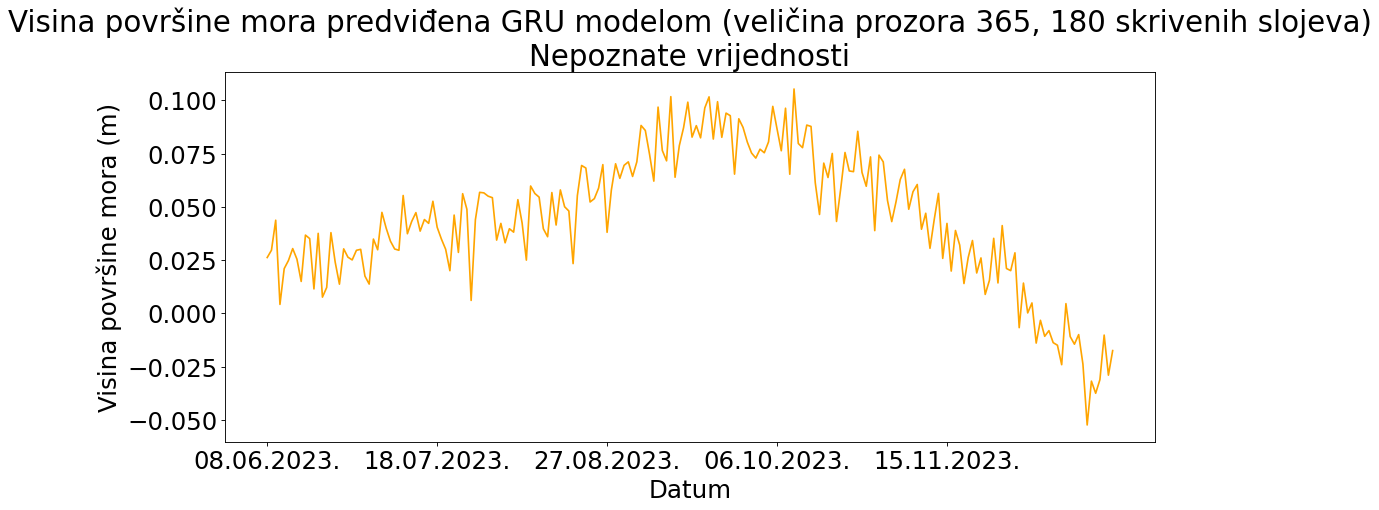 Visina površine mora predviđena GRU modelom (veličina prozora 365, 180 skrivenih slojeva)
Nepoznate vrijednosti
Visina površine mora (m)
0.100
0.075
0.050
0.025
0.000
−0.025
−0.050
08.06.2023. 18.07.2023. 27.08.2023. 06.10.2023. 15.11.2023.
Datum